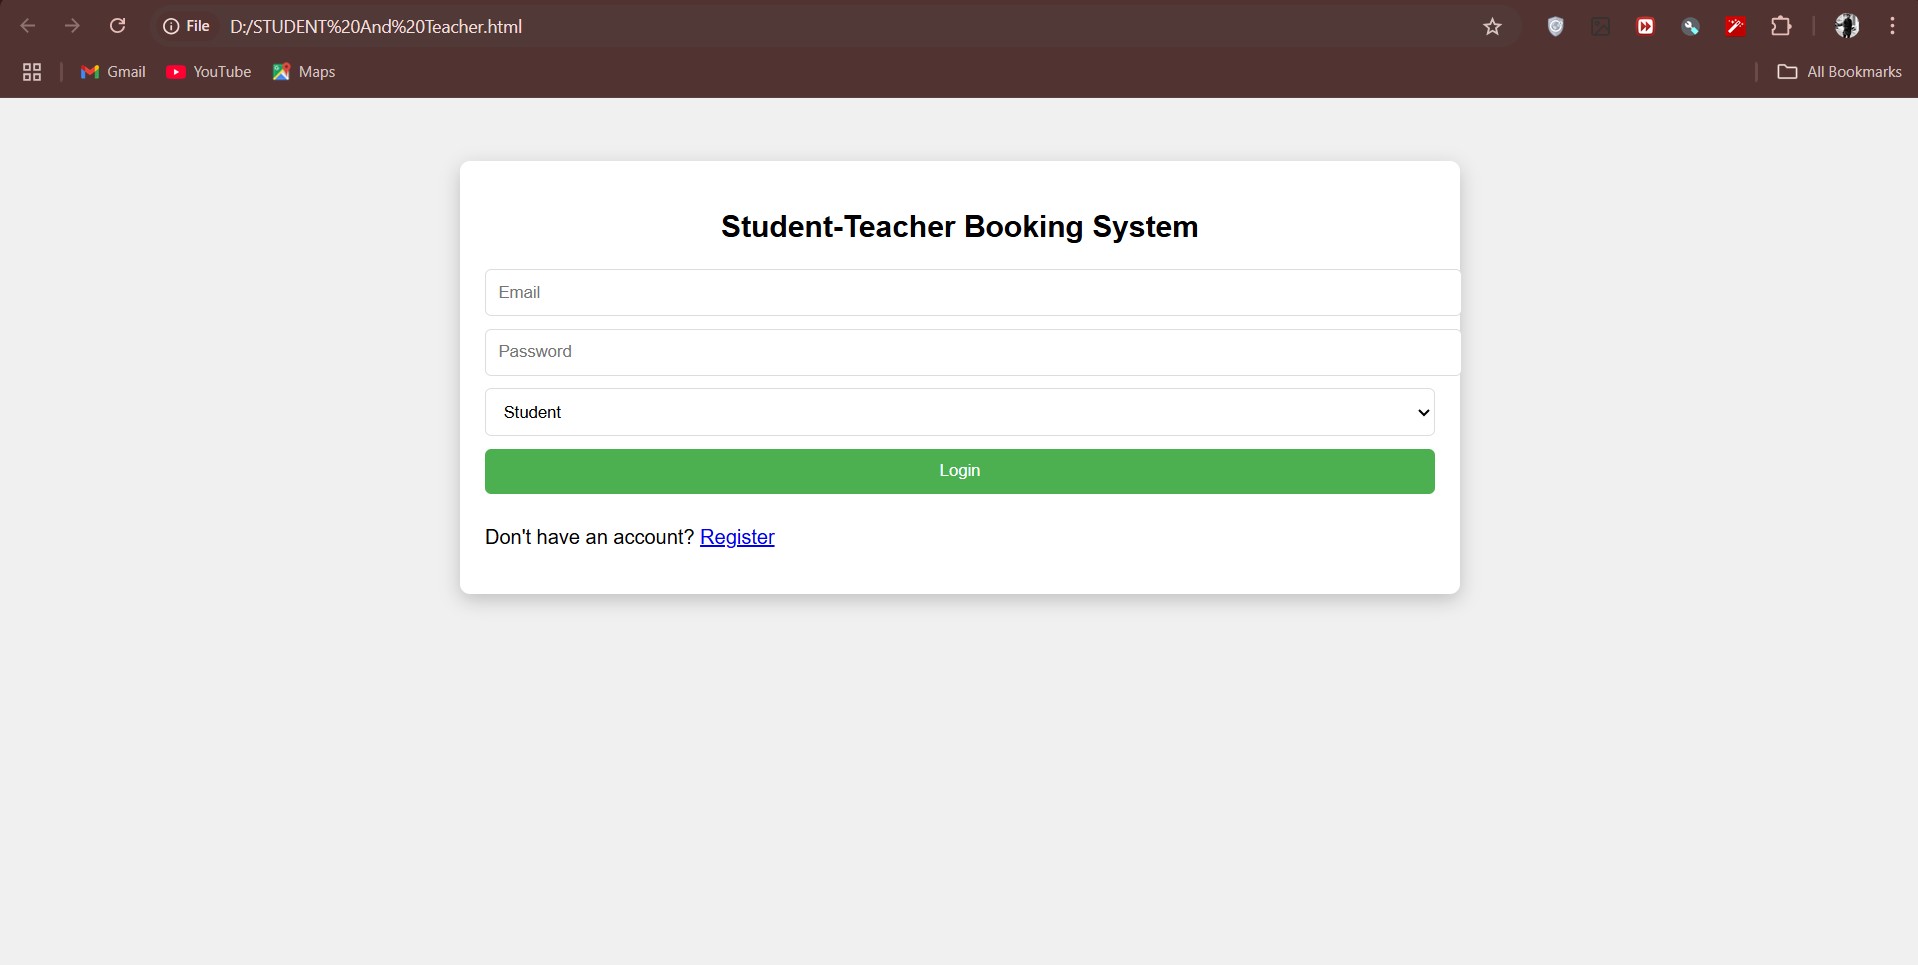 File D:/STUDENT%20And%20Teacher.html
Gmail YouTube Maps All Bookmarks
Student-Teacher Booking System
Email
Password
Student
Login
Don't have an account? Register